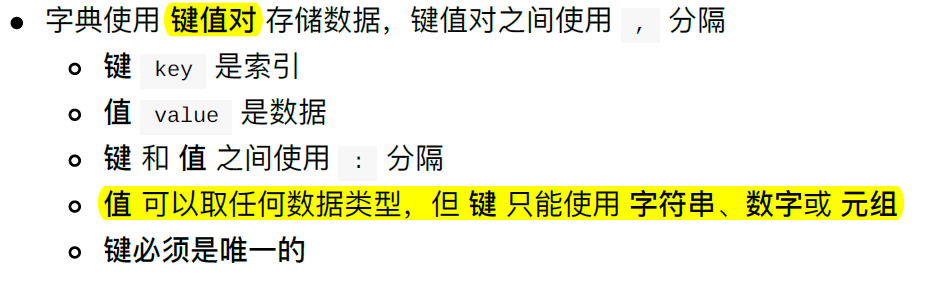 字典使用 键值对 存储数据，键值对之间使用 , 分隔
键 key 是索引
值 value 是数据
键 和 值 之间使用 : 分隔
值 可以取任何数据类型，但 键 只能使用 字符串、数字或 元组
键必须是唯一的